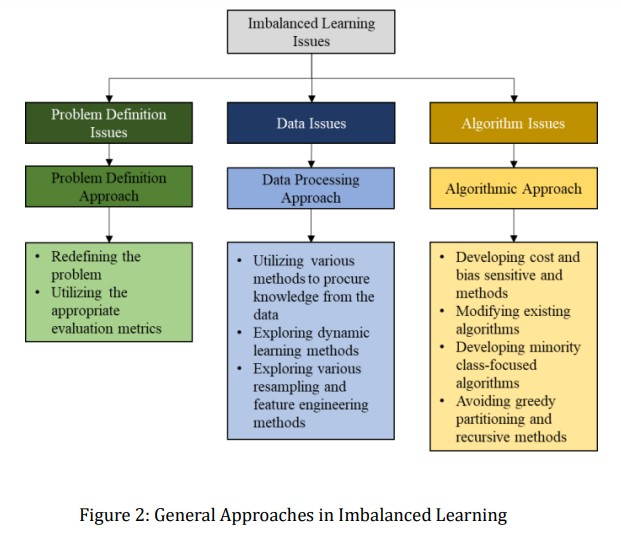 Imbalanced Learning
Issues
Problem Definition
Issues
Data Issues
Algorithm Issues
Problem Definition
Approach
Data Processing
Approach
Algorithmic Approach
• Redefining the
problem
• Utilizing the
appropriate
evaluation metrics
• Utilizing various
methods to procure
knowledge from the
data
• Exploring dynamic
learning methods
• Exploring various
resampling and
feature engineering
methods
• Developing cost and
bias sensitive and
methods
• Modifying existing
algorithms
• Developing minority
class-focused
algorithms
• Avoiding greedy
partitioning and
recursive methods
Figure 2: General Approaches in Imbalanced Learning